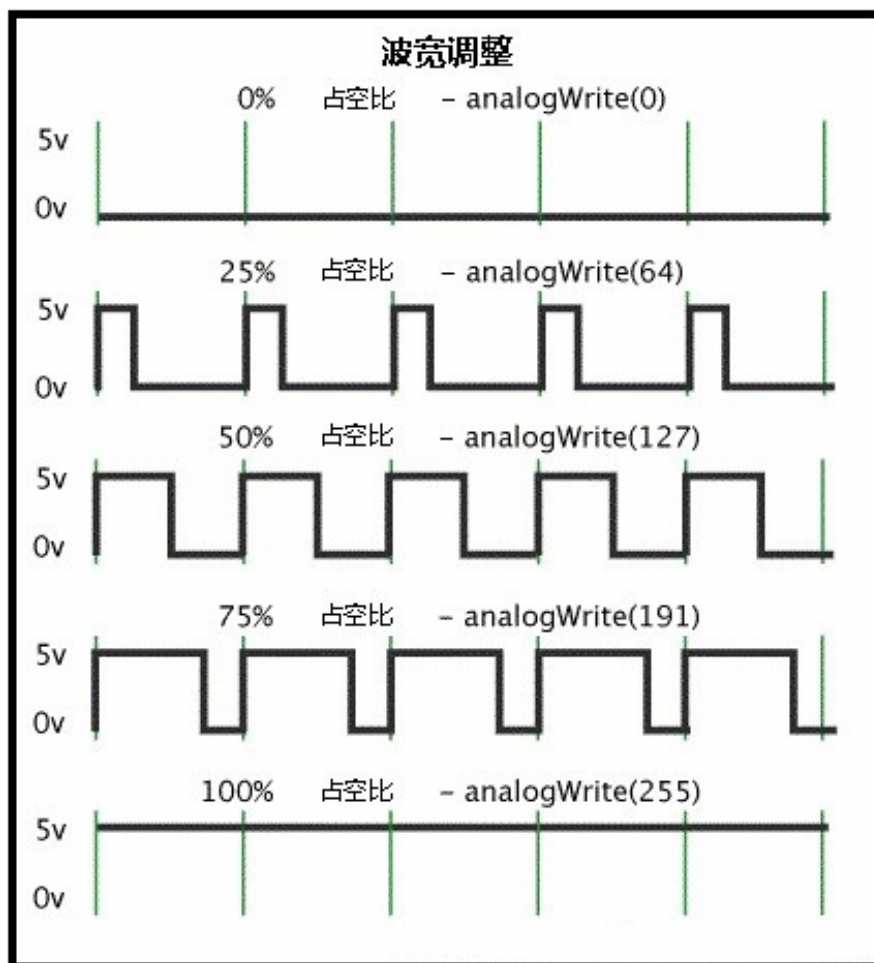 波宽调整
0% 占空比 – analogWrite(0)
5v
0v
25% 占空比 – analogWrite(64)
5v
0v
50% 占空比 – analogWrite(127)
5v
0v
75% 占空比 – analogWrite(191)
5v
0v
100% 占空比 – analogWrite(255)
5v
0v